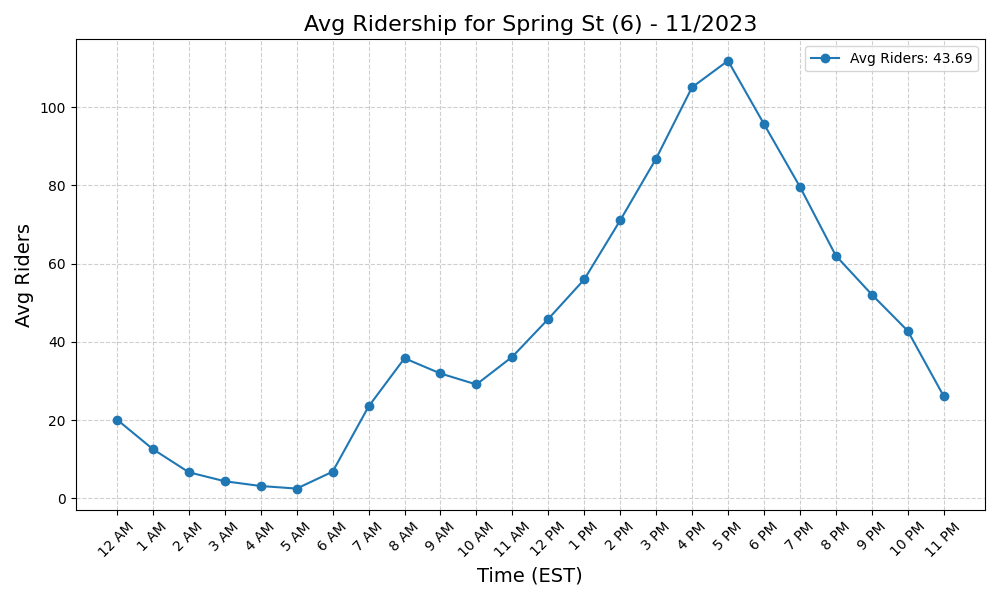 Avg Ridership for Spring St (6) - 11/2023
Avg Riders: 43.69
Avg Riders
100
80
60
40
20
0
12 AM
1 AM
2 AM
3 AM
4 AM
5 AM
6 AM
7 AM
8 AM
9 AM
10 AM
11 AM
12 PM
1 PM
2 PM
3 PM
4 PM
5 PM
6 PM
7 PM
8 PM
9 PM
10 PM
11 PM
Time (EST)